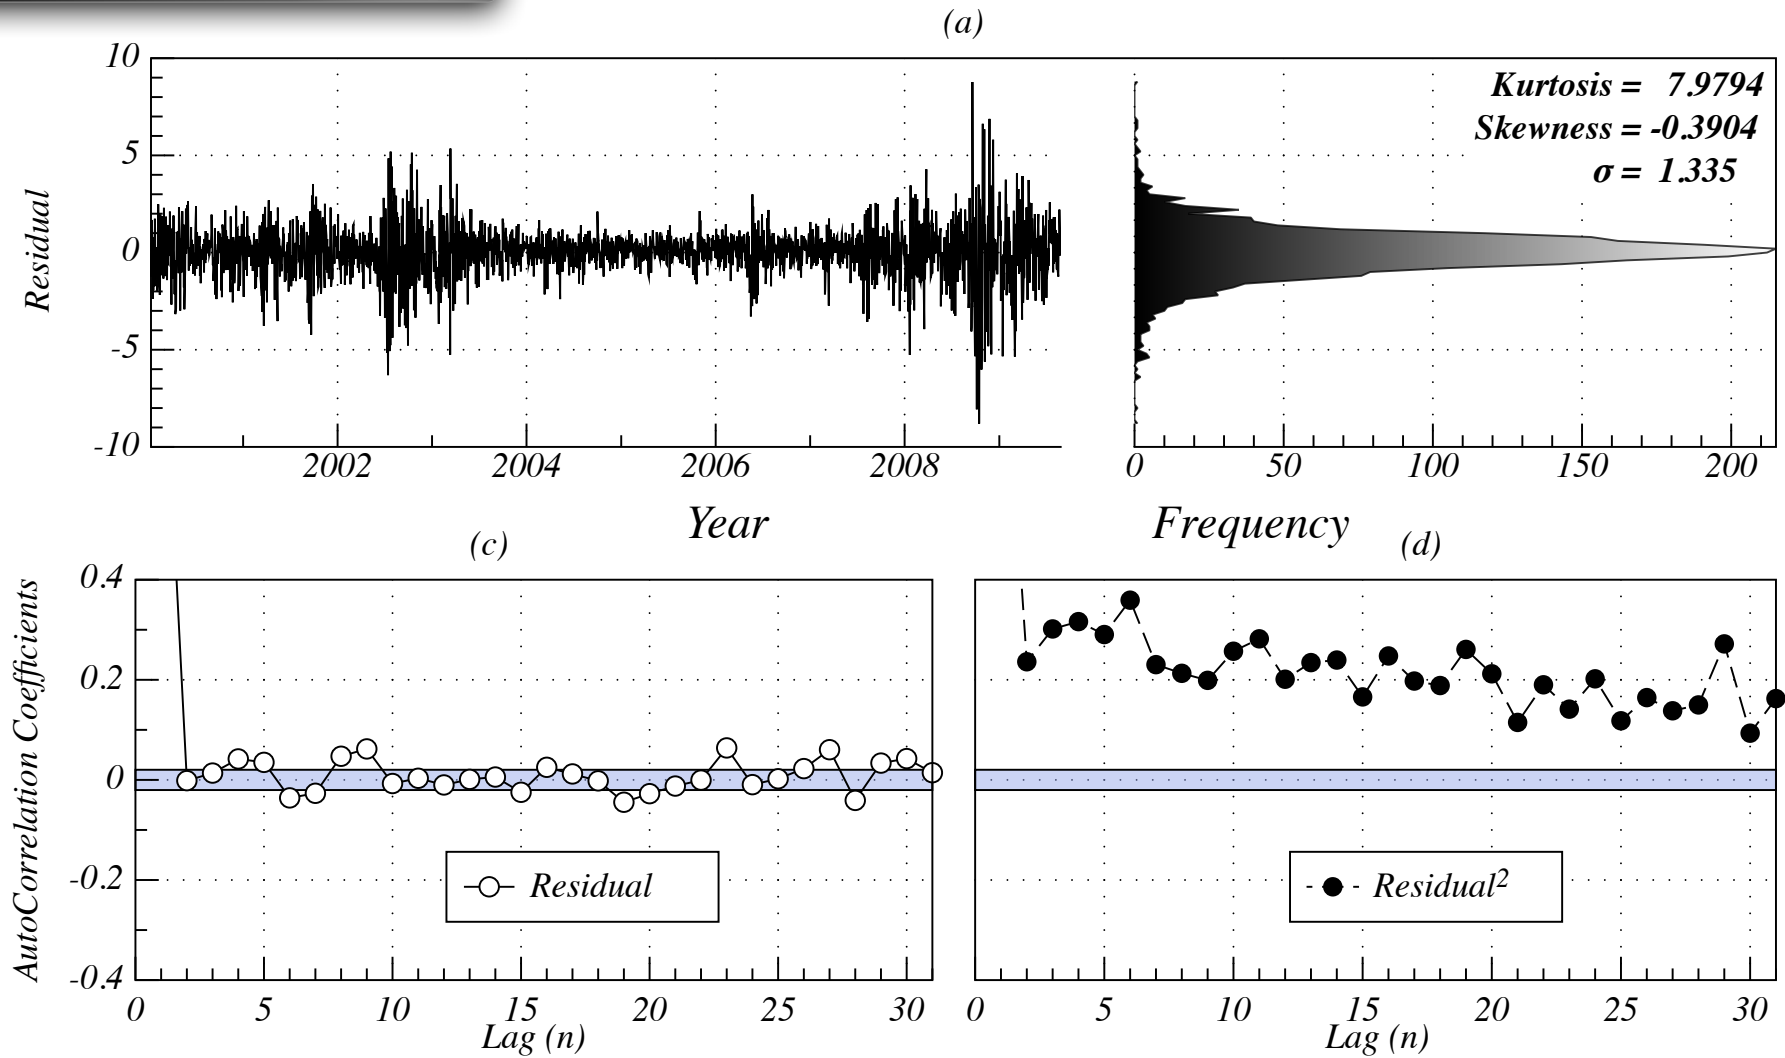 (a)
10
5
0
-5
-10
Residual
2002 2004 2006 2008
Year
Kurtosis = 7.9794
Skewness = -0.3904
σ = 1.335
0 50 100 150 200
Frequency
(c)
0.4
0.2
0
-0.2
-0.4
AutoCorrelation Coefficients
Residual
0 5 10 15 20 25 30
Lag (n)
(d)
Residual²
0 5 10 15 20 25 30
Lag (n)